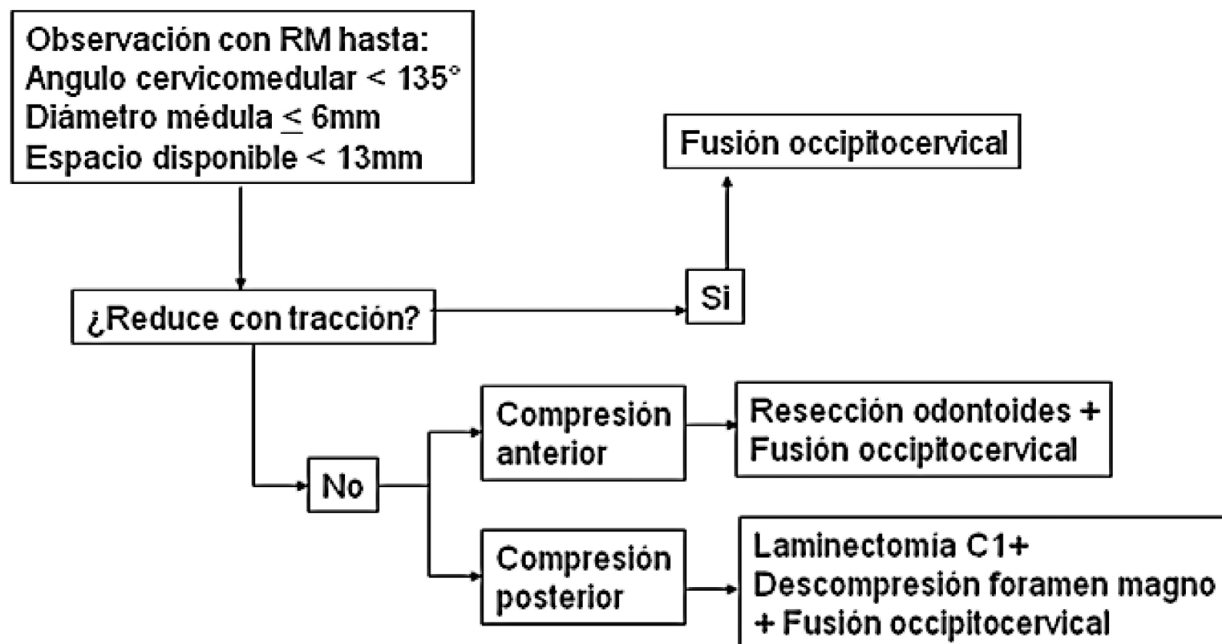 Observación con RM hasta:
Angulo cervicomedular < 135°
Diámetro médula ≤ 6mm
Espacio disponible < 13mm
Fusión occipitocervical
¿Reduce con tracción?
Si
No
Compresión
anterior
Resección odontoides +
Fusión occipitocervical
Compresión
posterior
Laminectomía C1+
Descompresión foramen magno
+ Fusión occipitocervical